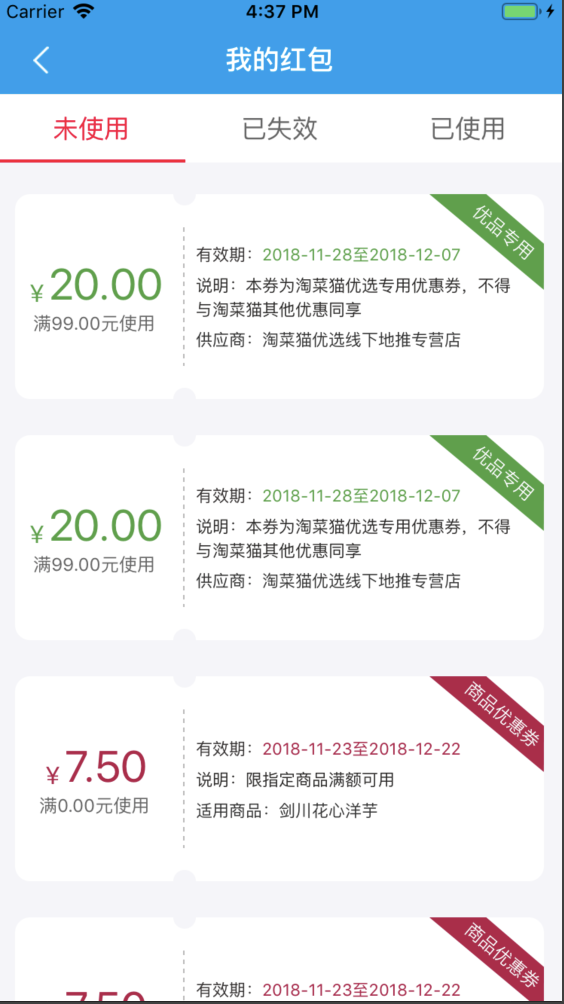 Carrier 4:37 PM
我的红包
未使用 已失效 已使用
优品专用
有效期：2018-11-28至2018-12-07
¥20.00
说明：本券为淘菜猫优选专用优惠券，不得
与淘菜猫其他优惠同享
满99.00元使用
供应商：淘菜猫优选线下地推专营店
优品专用
有效期：2018-11-28至2018-12-07
¥20.00
说明：本券为淘菜猫优选专用优惠券，不得
与淘菜猫其他优惠同享
满99.00元使用
供应商：淘菜猫优选线下地推专营店
商品优惠券
有效期：2018-11-23至2018-12-22
¥7.50
说明：限指定商品满额可用
满0.00元使用
适用商品：剑川花心洋芋
商品优惠券
有效期：2018-11-23至2018-12-22
7.50